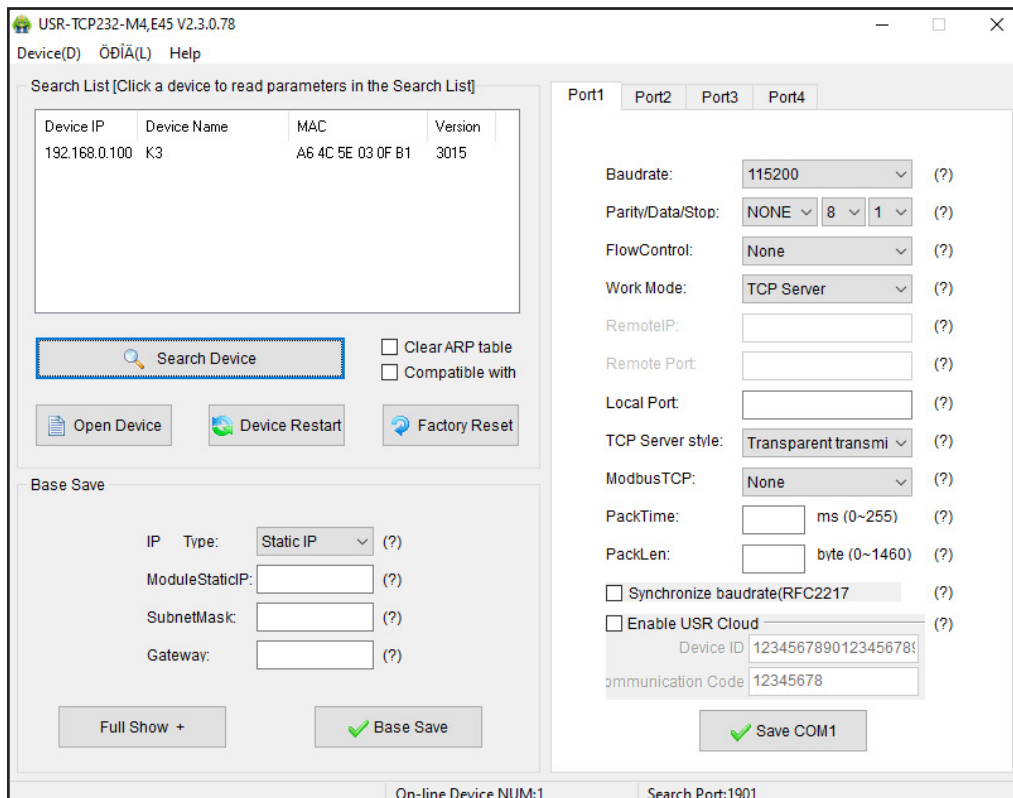 USR-TCP232-M4,E45 V2.3.0.78
Device(D) ÖÐÎÄ(L) Help
Search List [Click a device to read parameters in the Search List]
Device IP Device Name MAC Version
192.168.0.100 K3 A6 4C 5E 03 0F B1 3015
Search Device
Clear ARP table
Compatible with
Open Device
Device Restart
Factory Reset
Base Save
IP Type: Static IP (?)
ModuleStaticIP: (?)
SubnetMask: (?)
Gateway: (?)
Full Show +
Base Save
Port1 Port2 Port3 Port4
Baudrate: 115200 (?)
Parity/Data/Stop: NONE 8 1 (?)
FlowControl: None (?)
Work Mode: TCP Server (?)
RemoteIP: (?)
Remote Port: (?)
Local Port: (?)
TCP Server style: Transparent transmi (?)
ModbusTCP: None (?)
PackTime: ms (0~255) (?)
PackLen: byte (0~1460) (?)
Synchronize baudrate(RFC2217 (?)
Enable USR Cloud (?)
Device ID 1234567890123456789
ommunication Code 12345678
Save COM1
On-line Device NUM:1 Search Port:1901